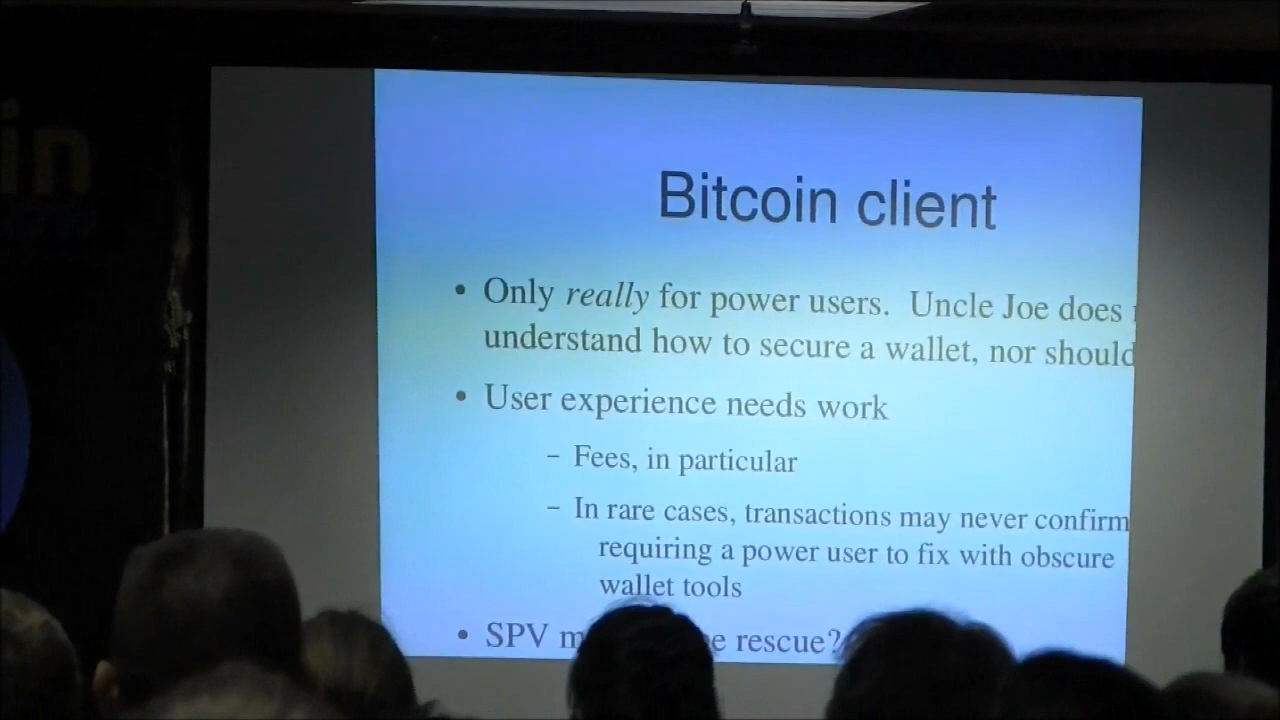 in
Bitcoin client
• Only really for power users. Uncle Joe does
understand how to secure a wallet, nor should
• User experience needs work
– Fees, in particular
– In rare cases, transactions may never confirm
requiring a power user to fix with obscure
wallet tools
• SPV rescue?